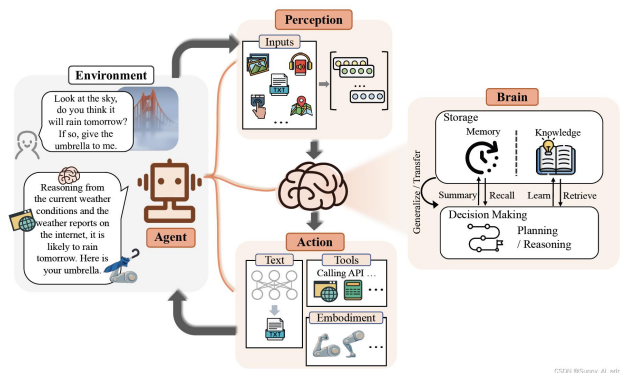 Perception
Inputs
TXT
...
Environment
Look at the sky,
do you think it
will rain tomorrow?
If so, give the
umbrella to me.
Reasoning from
the current weather
conditions and the
weather reports on
the internet, it is
likely to rain
tomorrow. Here is
your umbrella.
Agent
Action
Text
TXT
Tools
Calling API ...
...
Embodiment
...
Brain
Storage
Memory
Knowledge
Generalize / Transfer
Summary
Recall
Learn
Retrieve
Decision Making
Planning
/ Reasoning